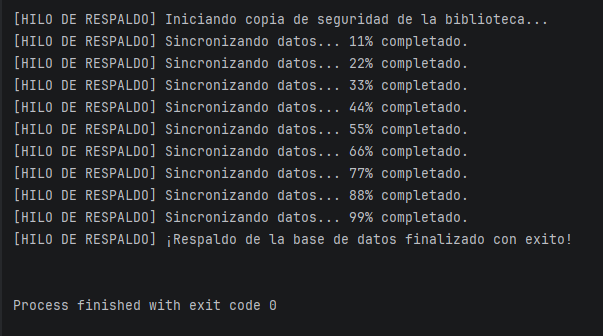 [HILO DE RESPALDO] Iniciando copia de seguridad de la biblioteca...
[HILO DE RESPALDO] Sincronizando datos... 11% completado.
[HILO DE RESPALDO] Sincronizando datos... 22% completado.
[HILO DE RESPALDO] Sincronizando datos... 33% completado.
[HILO DE RESPALDO] Sincronizando datos... 44% completado.
[HILO DE RESPALDO] Sincronizando datos... 55% completado.
[HILO DE RESPALDO] Sincronizando datos... 66% completado.
[HILO DE RESPALDO] Sincronizando datos... 77% completado.
[HILO DE RESPALDO] Sincronizando datos... 88% completado.
[HILO DE RESPALDO] Sincronizando datos... 99% completado.
[HILO DE RESPALDO] ¡Respaldo de la base de datos finalizado con exito!
Process finished with exit code 0